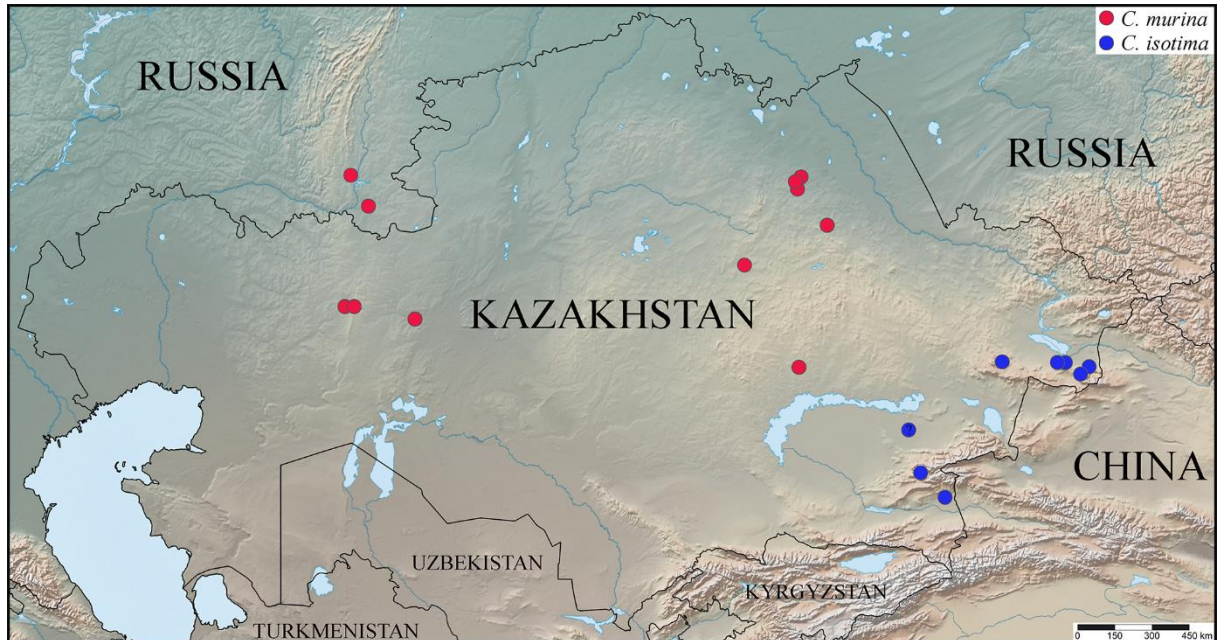 C. murina
C. isotima
RUSSIA
RUSSIA
KAZAKHSTAN
?
CHINA
UZBEKISTAN
KYRGYZSTAN
TURKMENISTAN
0 150 300 450 km